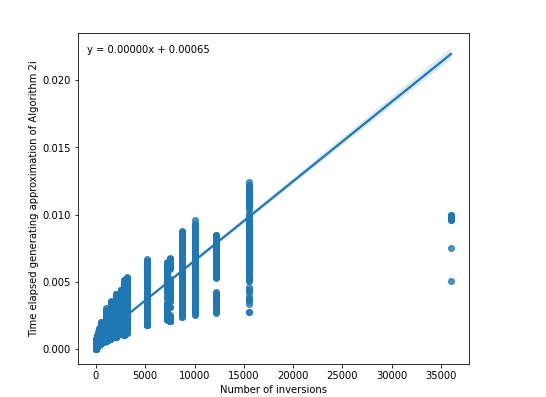 y = 0.00000x + 0.00065
Time elapsed generating approximation of Algorithm 2i
0.020
0.015
0.010
0.005
0.000
0 5000 10000 15000 20000 25000 30000 35000
Number of inversions